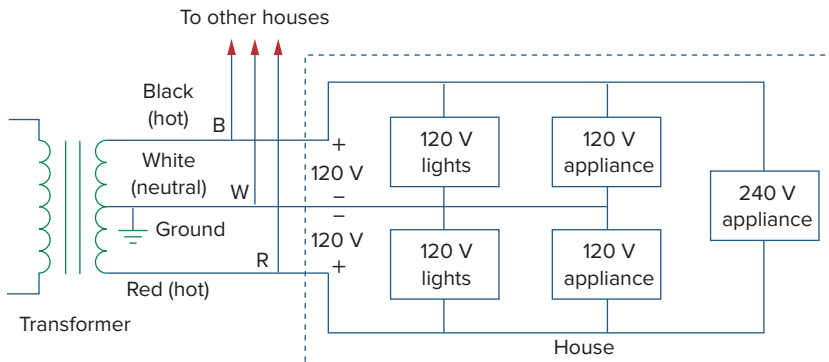 To other houses
Black
(hot)
B
White
(neutral)
W
Ground
R
Red (hot)
Transformer
+
120 V
–
–
120 V
+
120 V
lights
120 V
appliance
240 V
appliance
120 V
lights
120 V
appliance
House